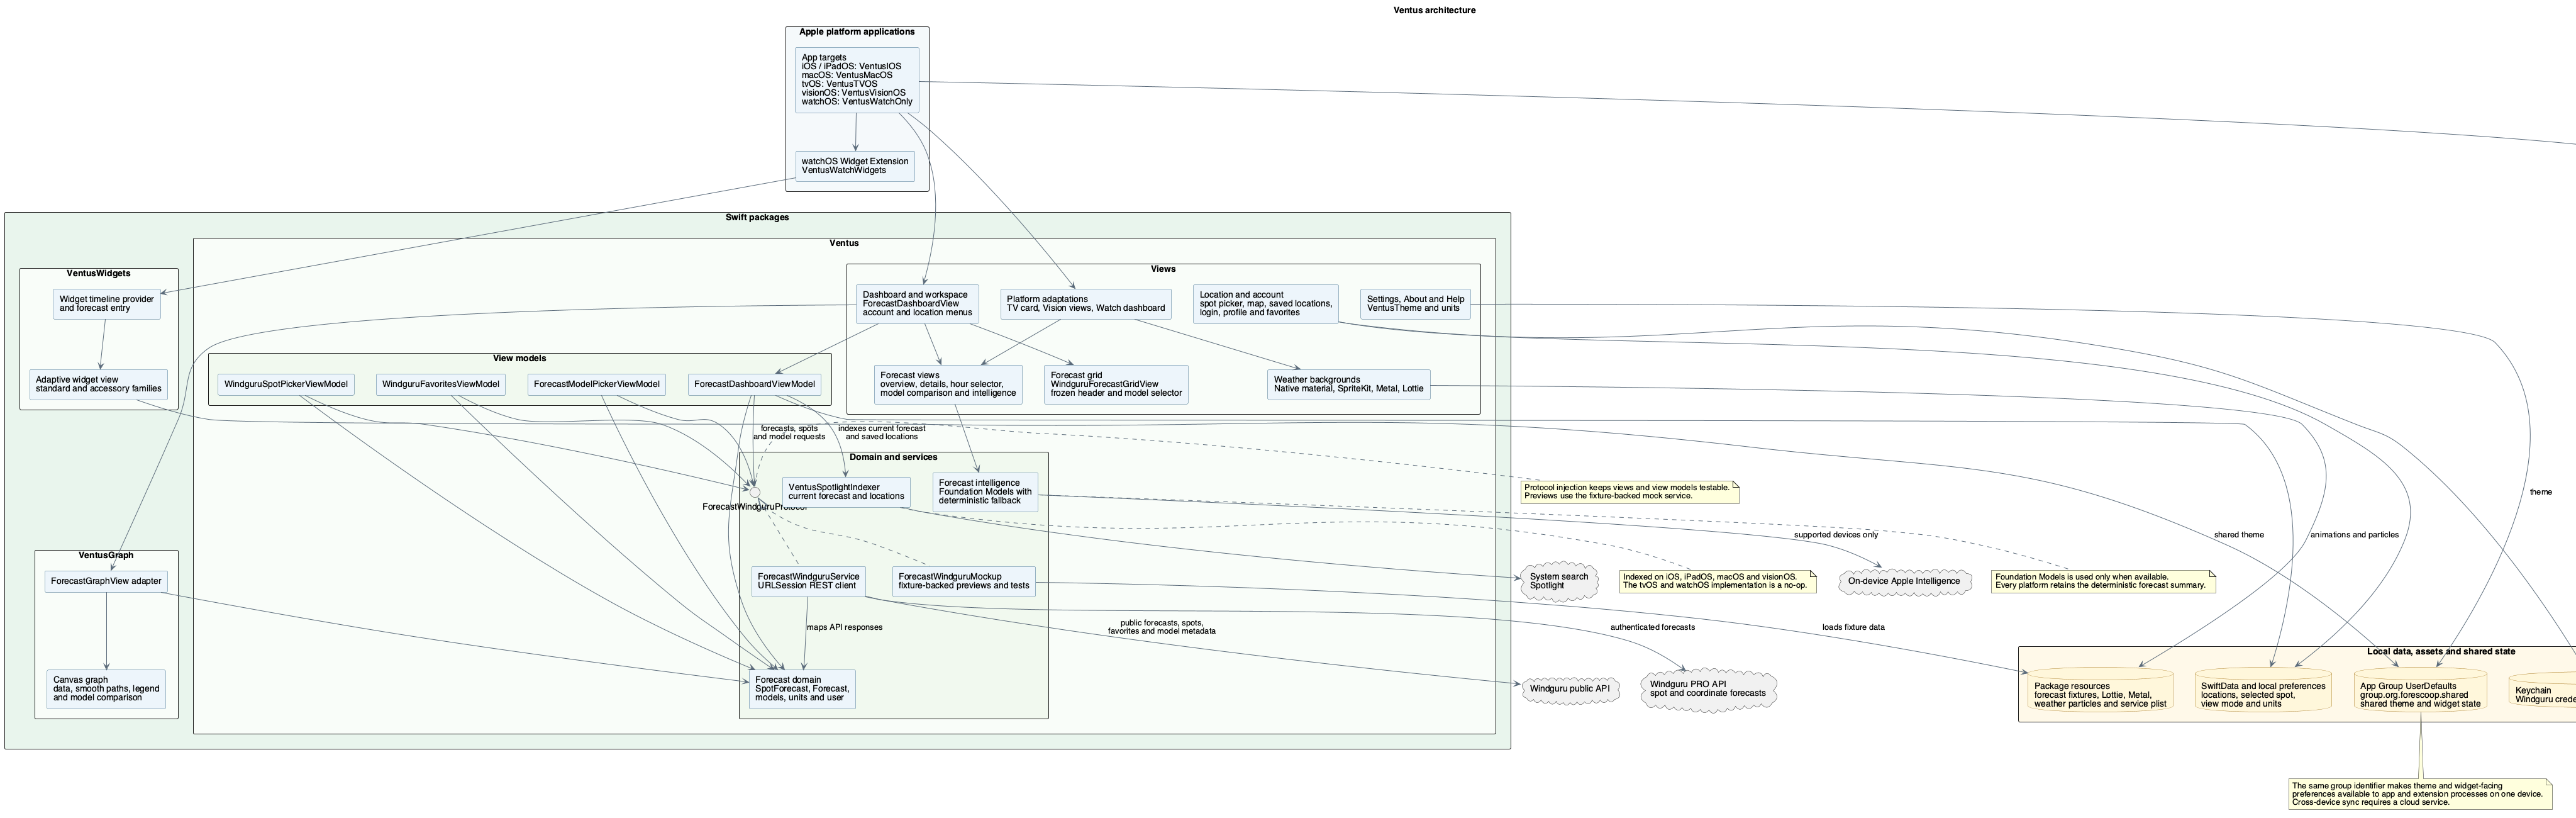 Ventus architecture
Apple platform applications
App targets
iOS / iPadOS: VentusIOS
macOS: VentusMacOS
tvOS: VentusTVOS
visionOS: VentusVisionOS
watchOS: VentusWatchOnly
watchOS Widget Extension
VentusWatchWidgets
Swift packages
Ventus
VentusWidgets
Widget timeline provider
and forecast entry
Adaptive widget view
standard and accessory families
Views
Dashboard and workspace
ForecastDashboardView
account and location menus
Platform adaptations
TV card, Vision views, Watch dashboard
Location and account
spot picker, map, saved locations,
login, profile and favorites
Settings, About and Help
VentusTheme and units
View models
WindguruSpotPickerViewModel
WindguruFavoritesViewModel
ForecastModelPickerViewModel
ForecastDashboardViewModel
Forecast views
overview, details, hour selector,
model comparison and intelligence
Forecast grid
WindguruForecastGridView
frozen header and model selector
Weather backgrounds
Native material, SpriteKit, Metal, Lottie
forecasts, spots
and model requests
indexes current forecast
and saved locations
Domain and services
VentusSpotlightIndexer
current forecast and locations
Forecast intelligence
Foundation Models with
deterministic fallback
ForecastWindguruProtocol
Protocol injection keeps views and view models testable.
Previews use the fixture-backed mock service.
theme
supported devices only
shared theme
animations and particles
VentusGraph
ForecastGraphView adapter
ForecastWindguruService
URLSession REST client
ForecastWindguruMockup
fixture-backed previews and tests
System search
Spotlight
Indexed on iOS, iPadOS, macOS and visionOS.
The tvOS and watchOS implementation is a no-op.
On-device Apple Intelligence
Foundation Models is used only when available.
Every platform retains the deterministic forecast summary.
maps API responses
public forecasts, spots,
favorites and model metadata
authenticated forecasts
loads fixture data
Canvas graph
data, smooth paths, legend
and model comparison
Forecast domain
SpotForecast, Forecast,
models, units and user
Windguru public API
Windguru PRO API
spot and coordinate forecasts
Local data, assets and shared state
Package resources
forecast fixtures, Lottie, Metal,
weather particles and service plist
SwiftData and local preferences
locations, selected spot,
view mode and units
App Group UserDefaults
group.org.forescoop.shared
shared theme and widget state
Keychain
Windguru
The same group identifier makes theme and widget-facing
preferences available to app and extension processes on one device.
Cross-device sync requires a cloud service.